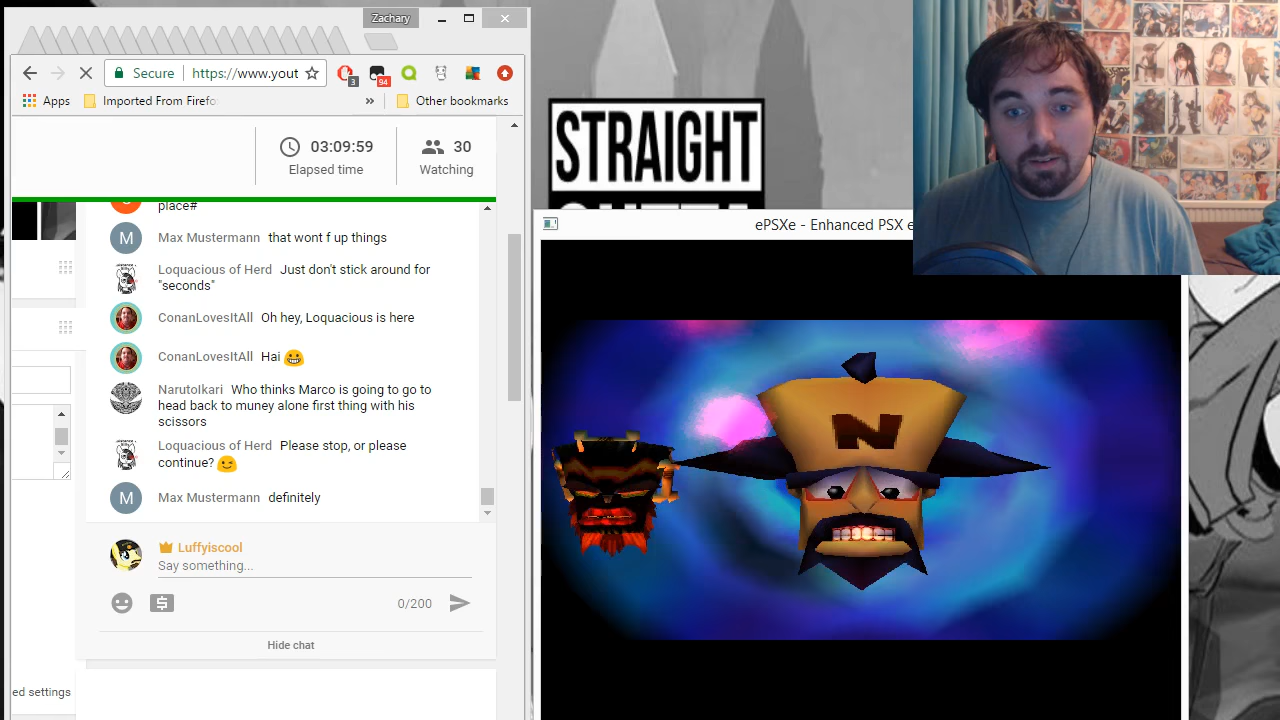 Zachary
Secure
https://www.yout
3
94
Apps
Imported From Firefo
»
Other bookmarks
03:09:59
Elapsed time
30
Watching
place#
Max Mustermann that wont f up things
Loquacious of Herd Just don't stick around for
"seconds"
ConanLovesItAll Oh hey, Loquacious is here
ConanLovesItAll Hai
NarutoIkari Who thinks Marco is going to go to
head back to muney alone first thing with his
scissors
Loquacious of Herd Please stop, or please
continue?
Max Mustermann definitely
M
M
Luffyiscool
Say something...
0/200
Hide chat
ed settings
STRAIGHT
ePSXe - Enhanced PSX e
N